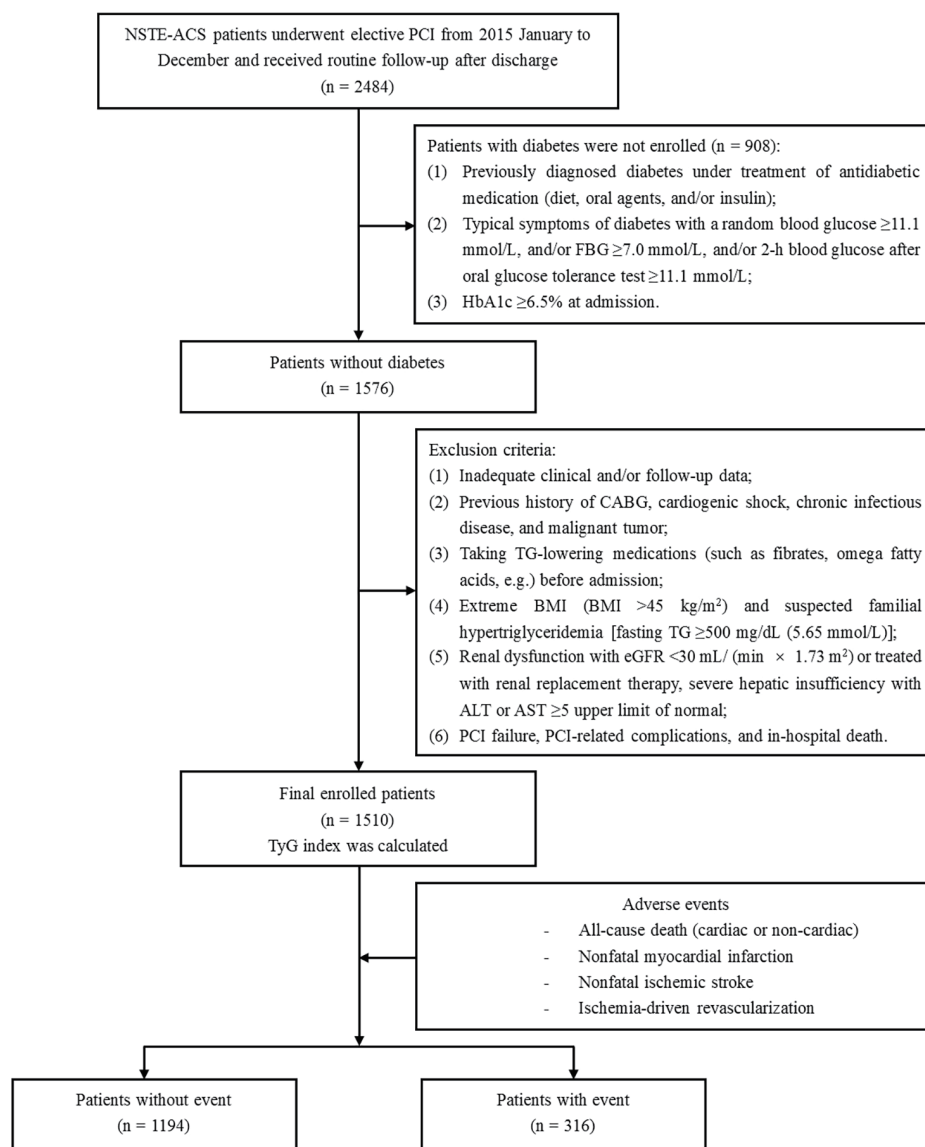 NSTE-ACS patients underwent elective PCI from 2015 January to
December and received routine follow-up after discharge
(n = 2484)
Patients with diabetes were not enrolled (n = 908):
(1) Previously diagnosed diabetes under treatment of antidiabetic
medication (diet, oral agents, and/or insulin);
(2) Typical symptoms of diabetes with a random blood glucose ≥11.1
mmol/L, and/or FBG ≥7.0 mmol/L, and/or 2-h blood glucose after
oral glucose tolerance test ≥11.1 mmol/L;
(3) HbA1c ≥6.5% at admission.
Patients without diabetes
(n = 1576)
Exclusion criteria:
(1) Inadequate clinical and/or follow-up data;
(2) Previous history of CABG, cardiogenic shock, chronic infectious
disease, and malignant tumor;
(3) Taking TG-lowering medications (such as fibrates, omega fatty
acids, e.g.) before admission;
(4) Extreme BMI (BMI >45 kg/m²) and suspected familial
hypertriglyceridemia [fasting TG ≥500 mg/dL (5.65 mmol/L)];
(5) Renal dysfunction with eGFR <30 mL/ (min × 1.73 m²) or treated
with renal replacement therapy, severe hepatic insufficiency with
ALT or AST ≥5 upper limit of normal;
(6) PCI failure, PCI-related complications, and in-hospital death.
Final enrolled patients
(n = 1510)
TyG index was calculated
Adverse events
- All-cause death (cardiac or non-cardiac)
- Nonfatal myocardial infarction
- Nonfatal ischemic stroke
- Ischemia-driven revascularization
Patients without event
(n = 1194)
Patients with event
(n = 316)